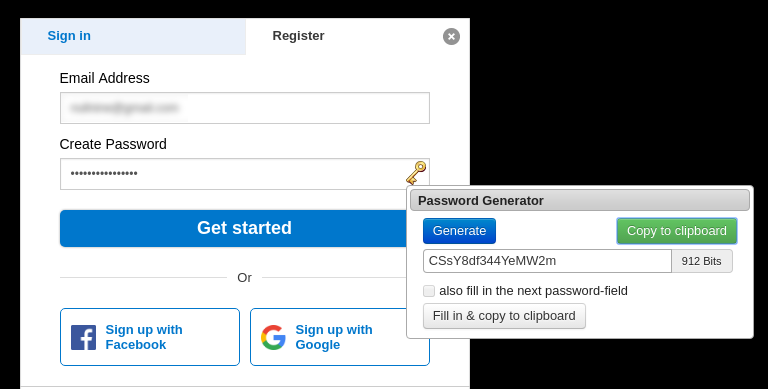 Sign in
Register
Email Address
Create Password
Get started
Or
Sign up with
Facebook
Sign up with
Google
Password Generator
Generate
Copy to clipboard
CSsY8df344YeMW2m
912 Bits
also fill in the next password-field
Fill in & copy to clipboard